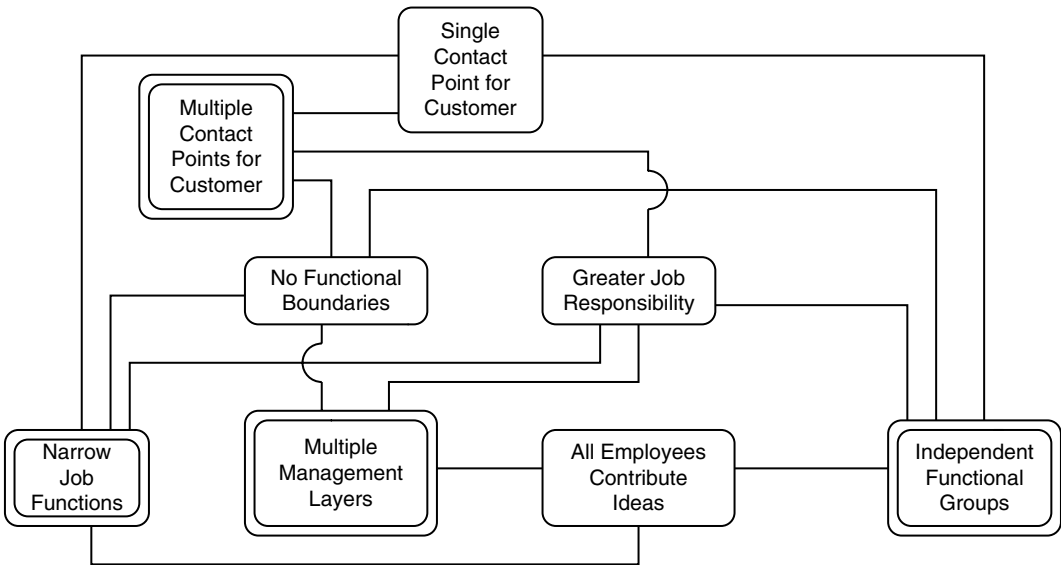 Single
Contact
Point for
Customer
Multiple
Contact
Points for
Customer
No Functional
Boundaries
Greater Job
Responsibility
Narrow
Job
Functions
Multiple
Management
Layers
All Employees
Contribute
Ideas
Independent
Functional
Groups